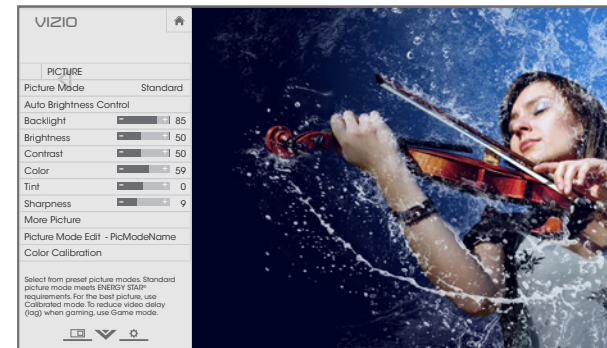 VIZIO
PICTURE
Picture Mode Standard
Auto Brightness Control
Backlight 85
Brightness 50
Contrast 50
Color 59
Tint 0
Sharpness 9
More Picture
Picture Mode Edit - PicModeName
Color Calibration
Select from preset picture modes. Standard
picture mode meets ENERGY STAR®
requirements. For the best picture, use
Calibrated mode. To reduce video delay
(lag) when gaming, use Game mode.